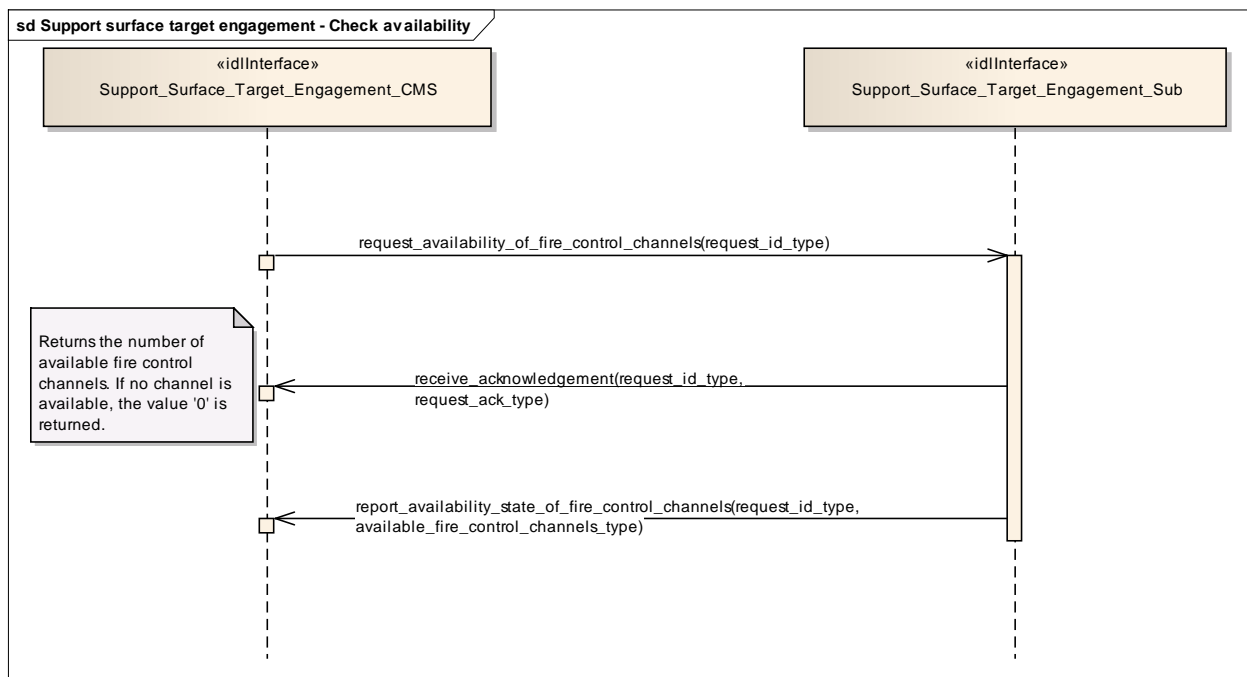 sd Support surface target engagement - Check availability
«idlInterface»
Support_Surface_Target_Engagement_CMS
«idlInterface»
Support_Surface_Target_Engagement_Sub
request_availability_of_fire_control_channels(request_id_type)
Returns the number of
available fire control
channels. If no channel is
available, the value '0' is
returned.
receive_acknowledgement(request_id_type,
request_ack_type)
report_availability_state_of_fire_control_channels(request_id_type,
available_fire_control_channels_type)